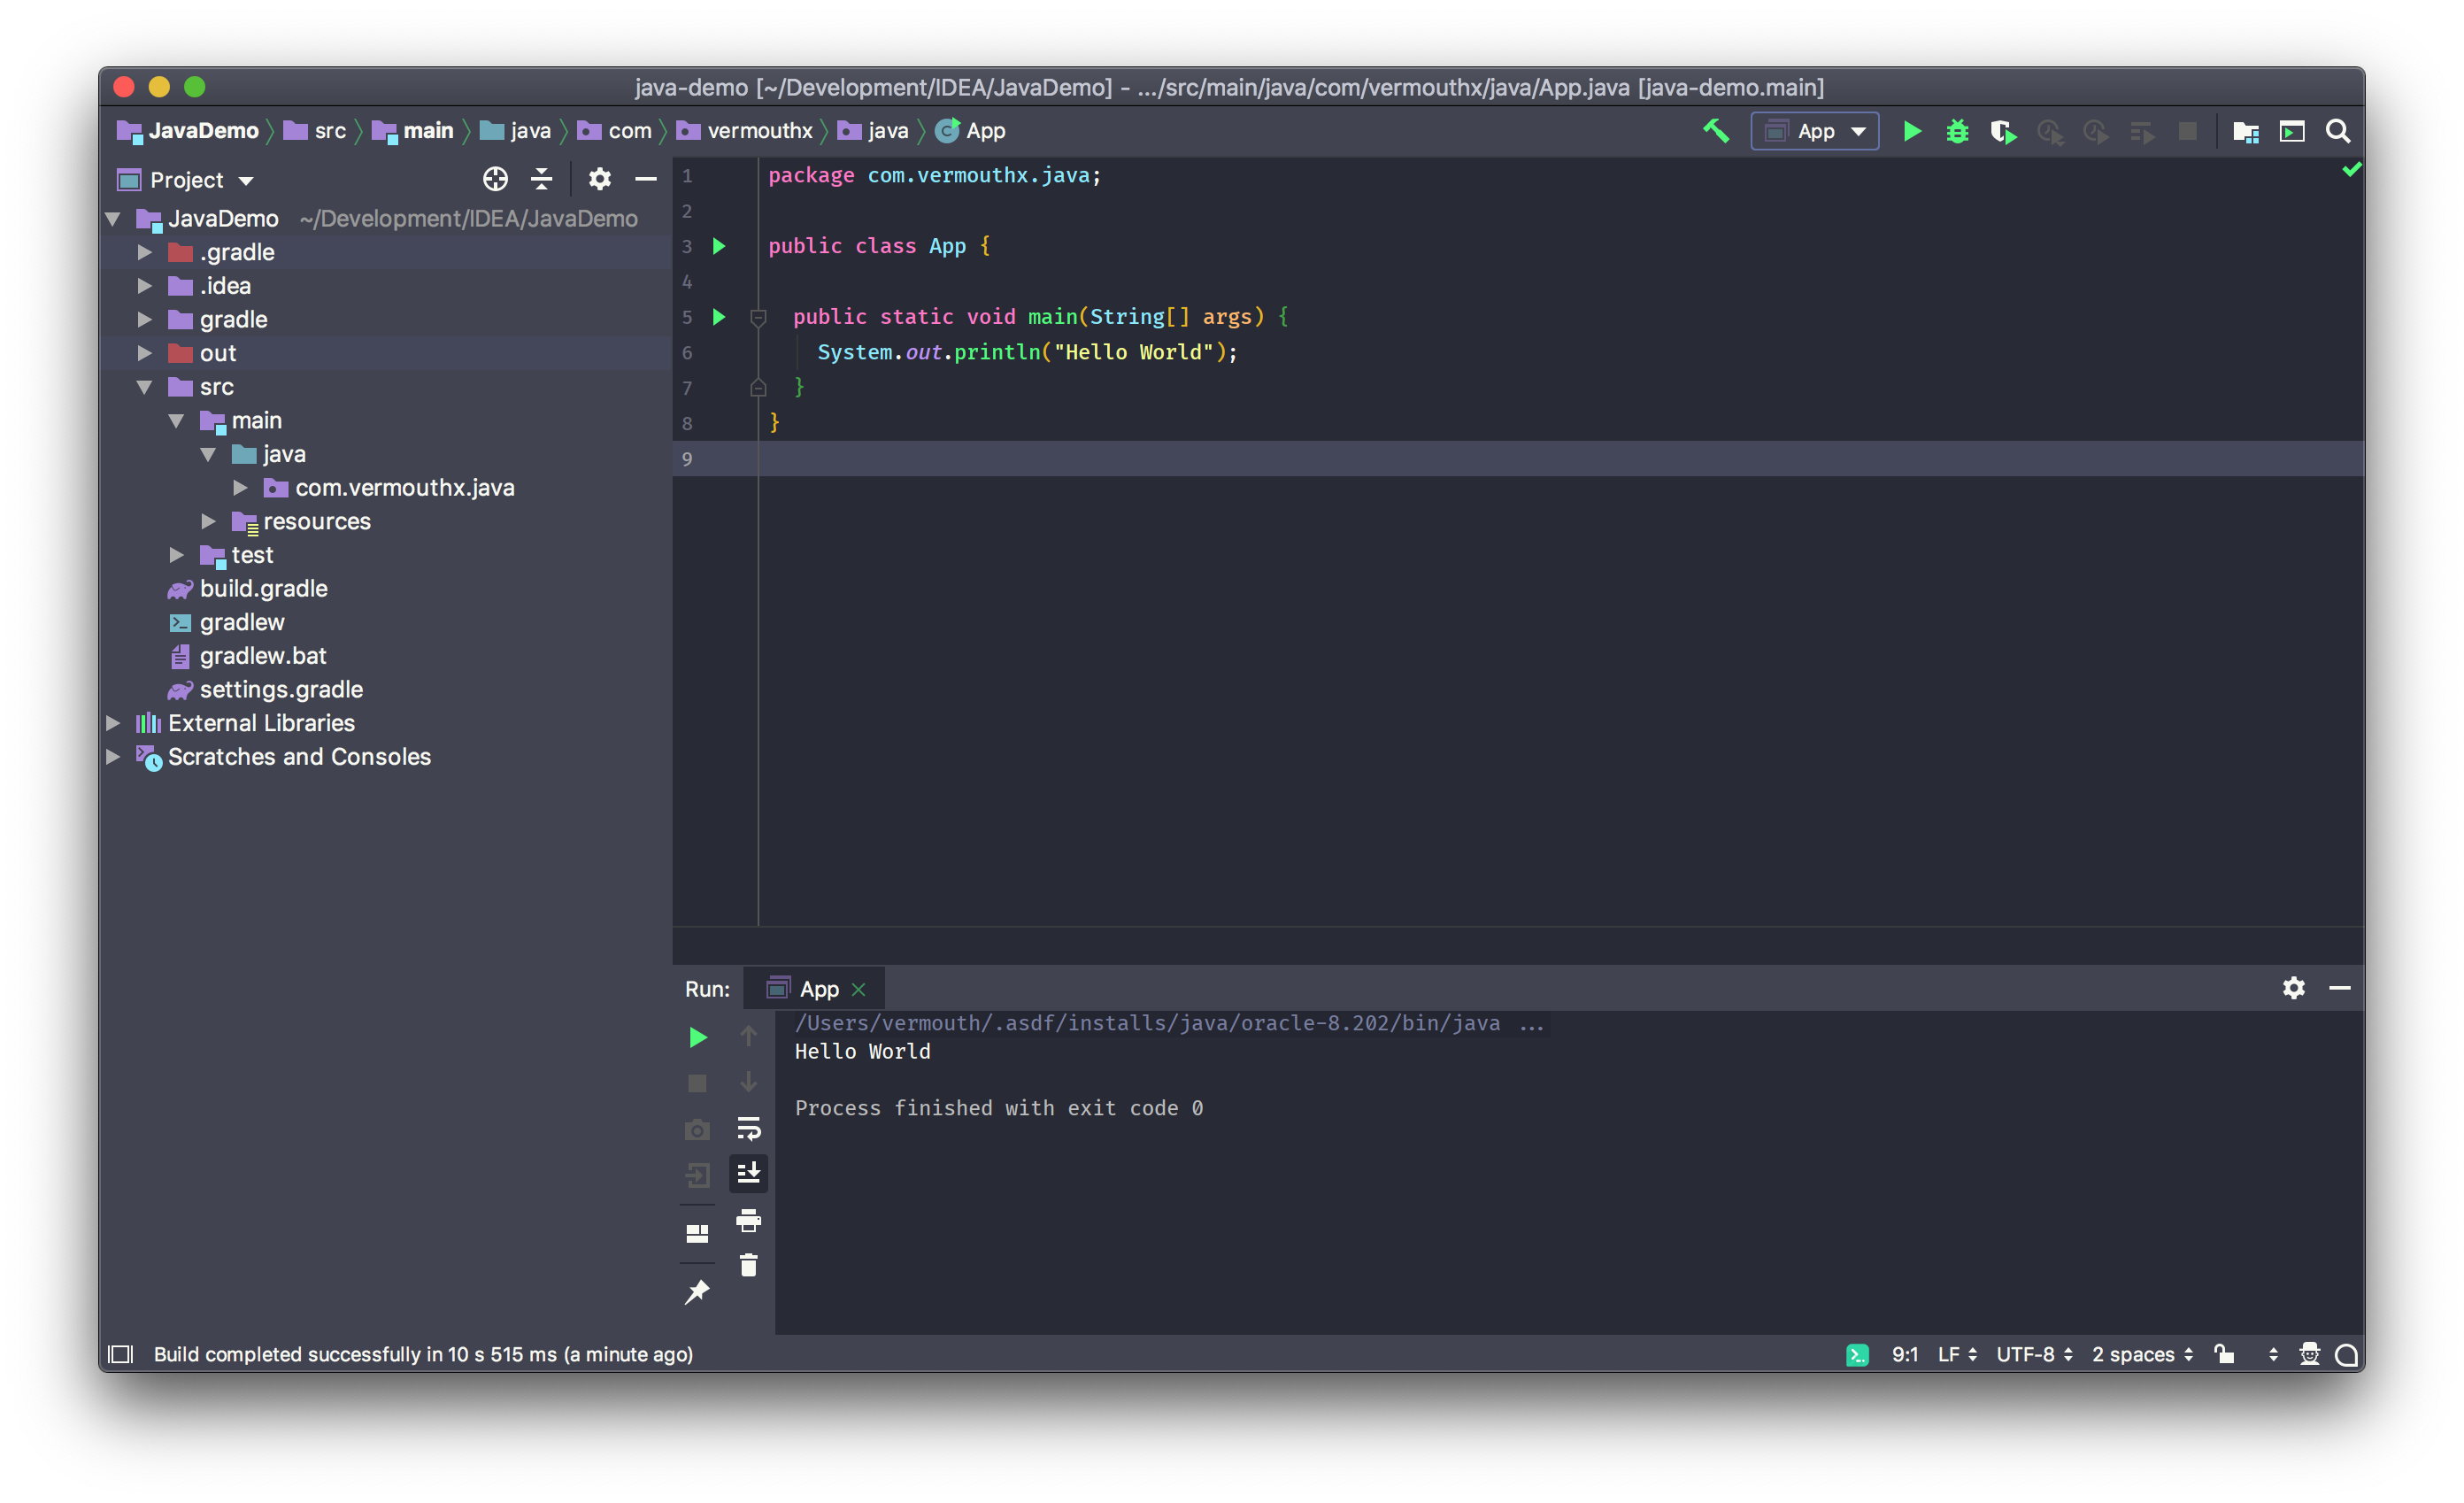 java-demo [~/Development/IDEA/JavaDemo] - .../src/main/java/com/vermouthx/java/App.java [java-demo.main]
JavaDemo src main java com vermouthx java App
App
Project
JavaDemo ~/Development/IDEA/JavaDemo
.gradle
.idea
gradle
out
src
main
java
com.vermouthx.java
resources
test
build.gradle
gradlew
gradlew.bat
settings.gradle
External Libraries
Scratches and Consoles
1 package com.vermouthx.java;
2
3 public class App {
4
5 public static void main(String[] args) {
6 System.out.println("Hello World");
7 }
8 }
9
Run: App
/Users/vermouth/.asdf/installs/java/oracle-8.202/bin/java ...
Hello World
Process finished with exit code 0
Build completed successfully in 10 s 515 ms (a minute ago)
9:1 LF UTF-8 2 spaces